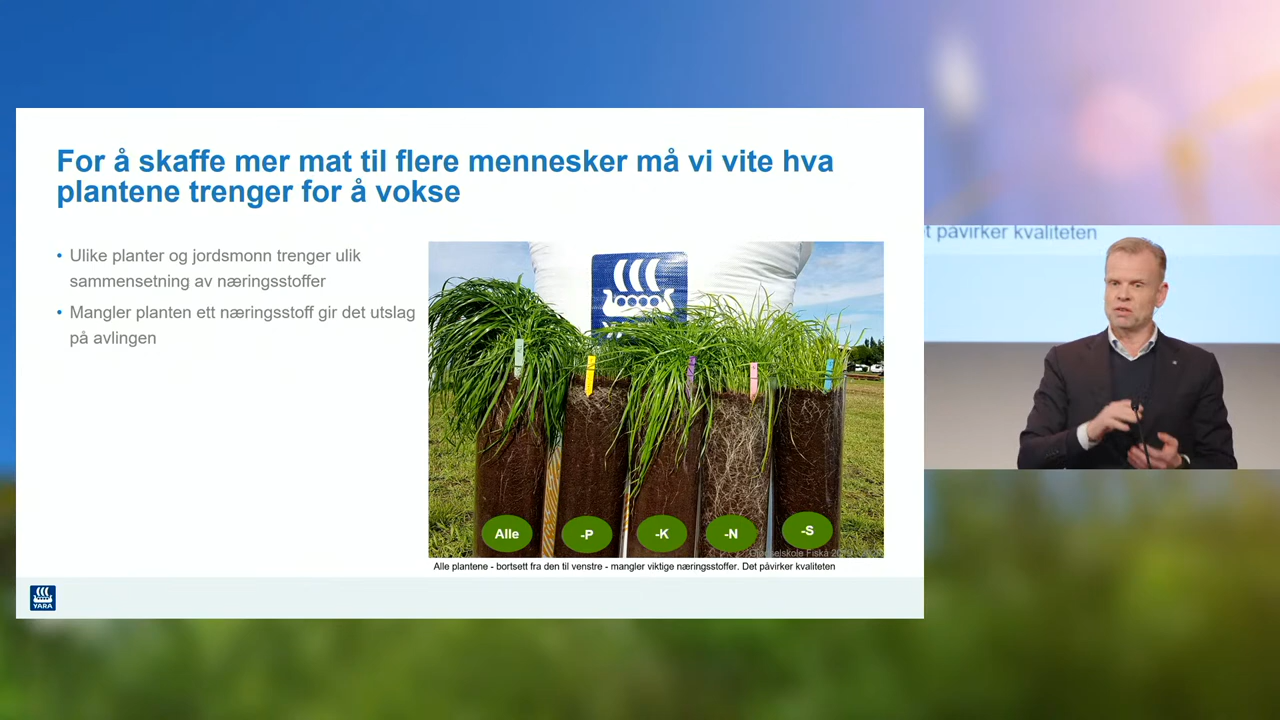 For å skaffe mer mat til flere mennesker må vi vite hva
plantene trenger for å vokse
• Ulike planter og jordsmonn trenger ulik
sammensetning av næringsstoffer
• Mangler planten ett næringsstoff gir det utslag
på avlingen
Alle
-P
-K
-N
-S
Gjødselskole Fiskå
Alle plantene - bortsett fra den til venstre - mangler viktige næringsstoffer. Det påvirker kvaliteten
YARA
t påvirker kvaliteten